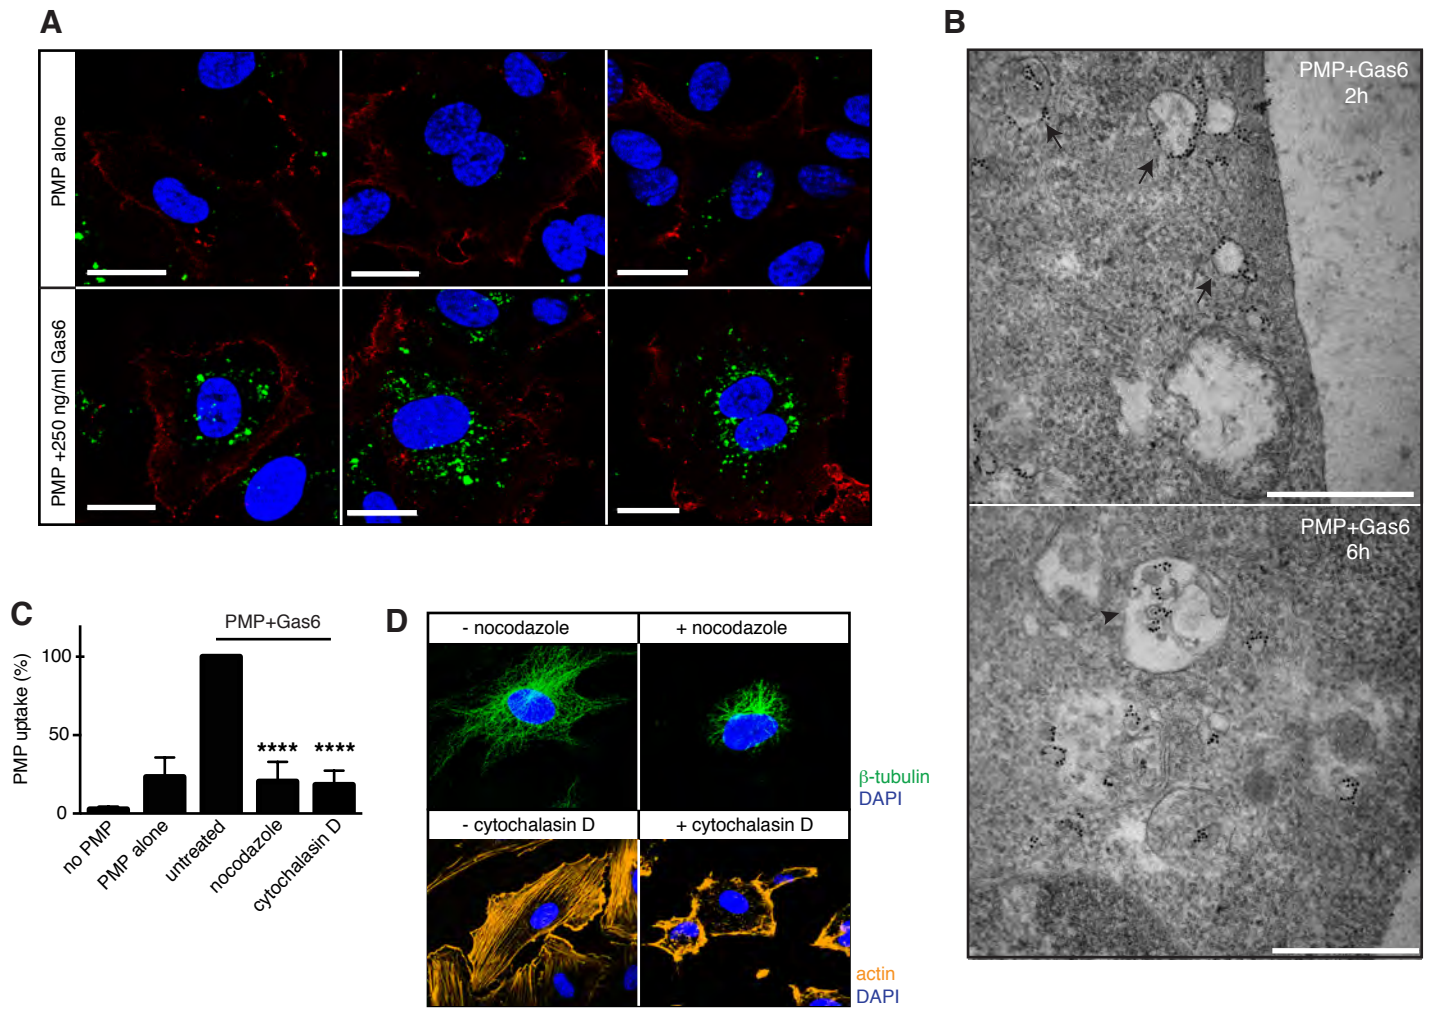 A
PMP alone
PMP +250 ng/ml Gas6
B
PMP+Gas6
2h
PMP+Gas6
6h
C
PMP+Gas6
PMP uptake (%)
100
50
0
****
****
no PMP
PMP alone
untreated
nocodazole
cytochalasin D
D
- nocodazole
+ nocodazole
β-tubulin
DAPI
- cytochalasin D
+ cytochalasin D
actin
DAPI